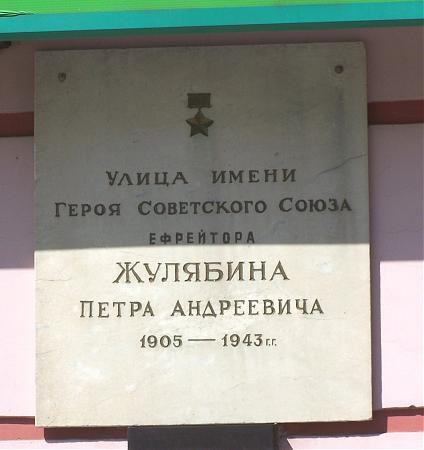 УЛИЦА ИМЕНИ
ГЕРОЯ СОВЕТСКОГО СОЮЗА
ЕФРЕЙТОРА
ЖУЛЯБИНА
ПЕТРА АНДРЕЕВИЧА
1905 — 1943 г.г.